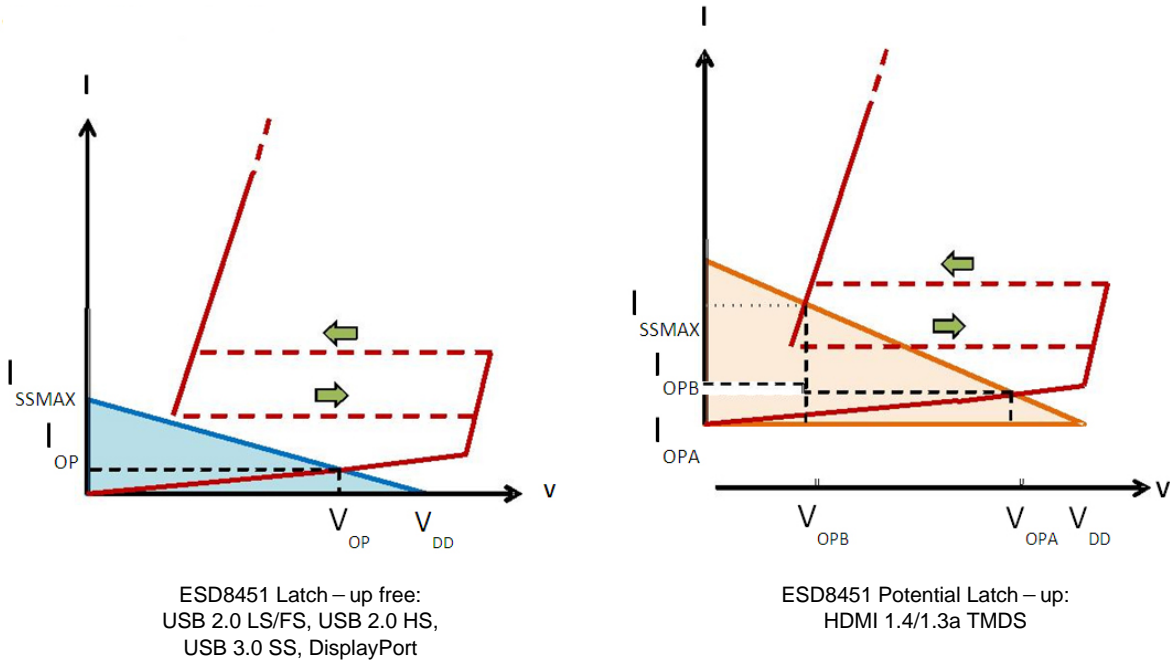 I
I
SSMAX
I
OP
V
V
OP
V
DD
ESD8451 Latch – up free:
USB 2.0 LS/FS, USB 2.0 HS,
USB 3.0 SS, DisplayPort
I
I
SSMAX
I
OPB
I
OPA
V
V
OPB
V
OPA
V
DD
ESD8451 Potential Latch – up:
HDMI 1.4/1.3a TMDS